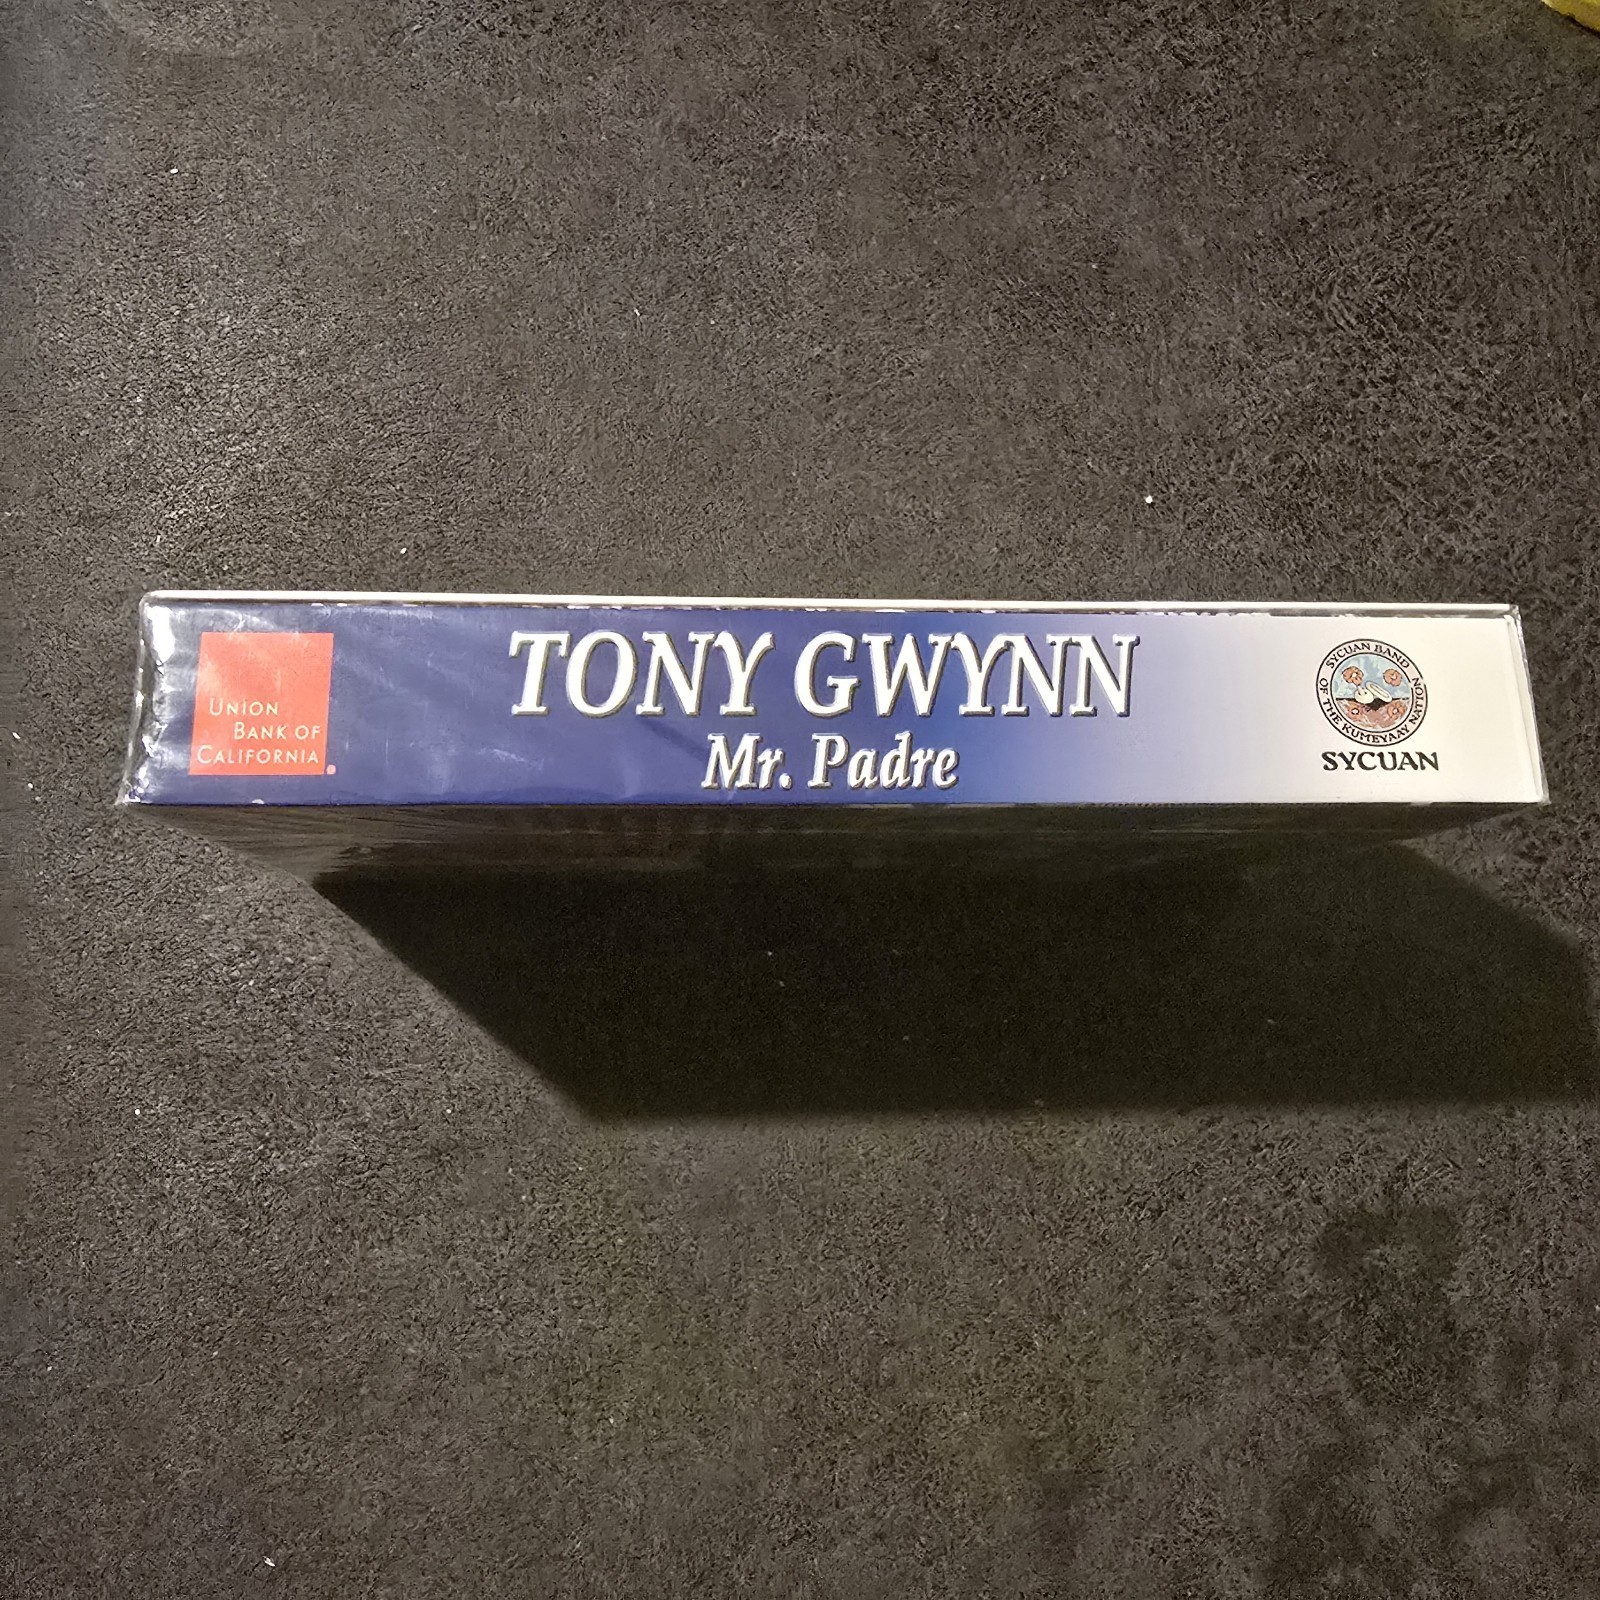 UNION
BANK OF
CALIFORNIA
TONY GWYNN
Mr. Padre
SYCUAN BAND
OF THE KUMEYAAY NATION
SYCUAN